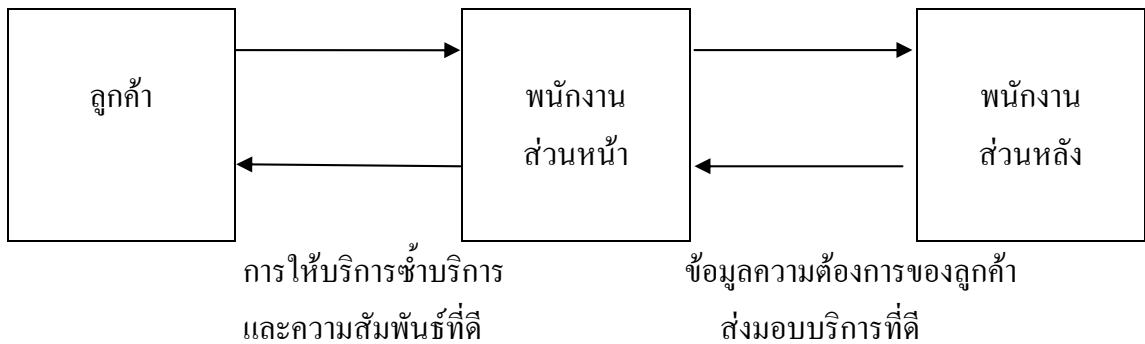 ลูกค้า
พนักงาน
ส่วนหน้า
พนักงาน
ส่วนหลัง
การให้บริการซ้ำบริการ
และความสัมพันธ์ที่ดี
ข้อมูลความต้องการของลูกค้า
ส่งมอบบริการที่ดี